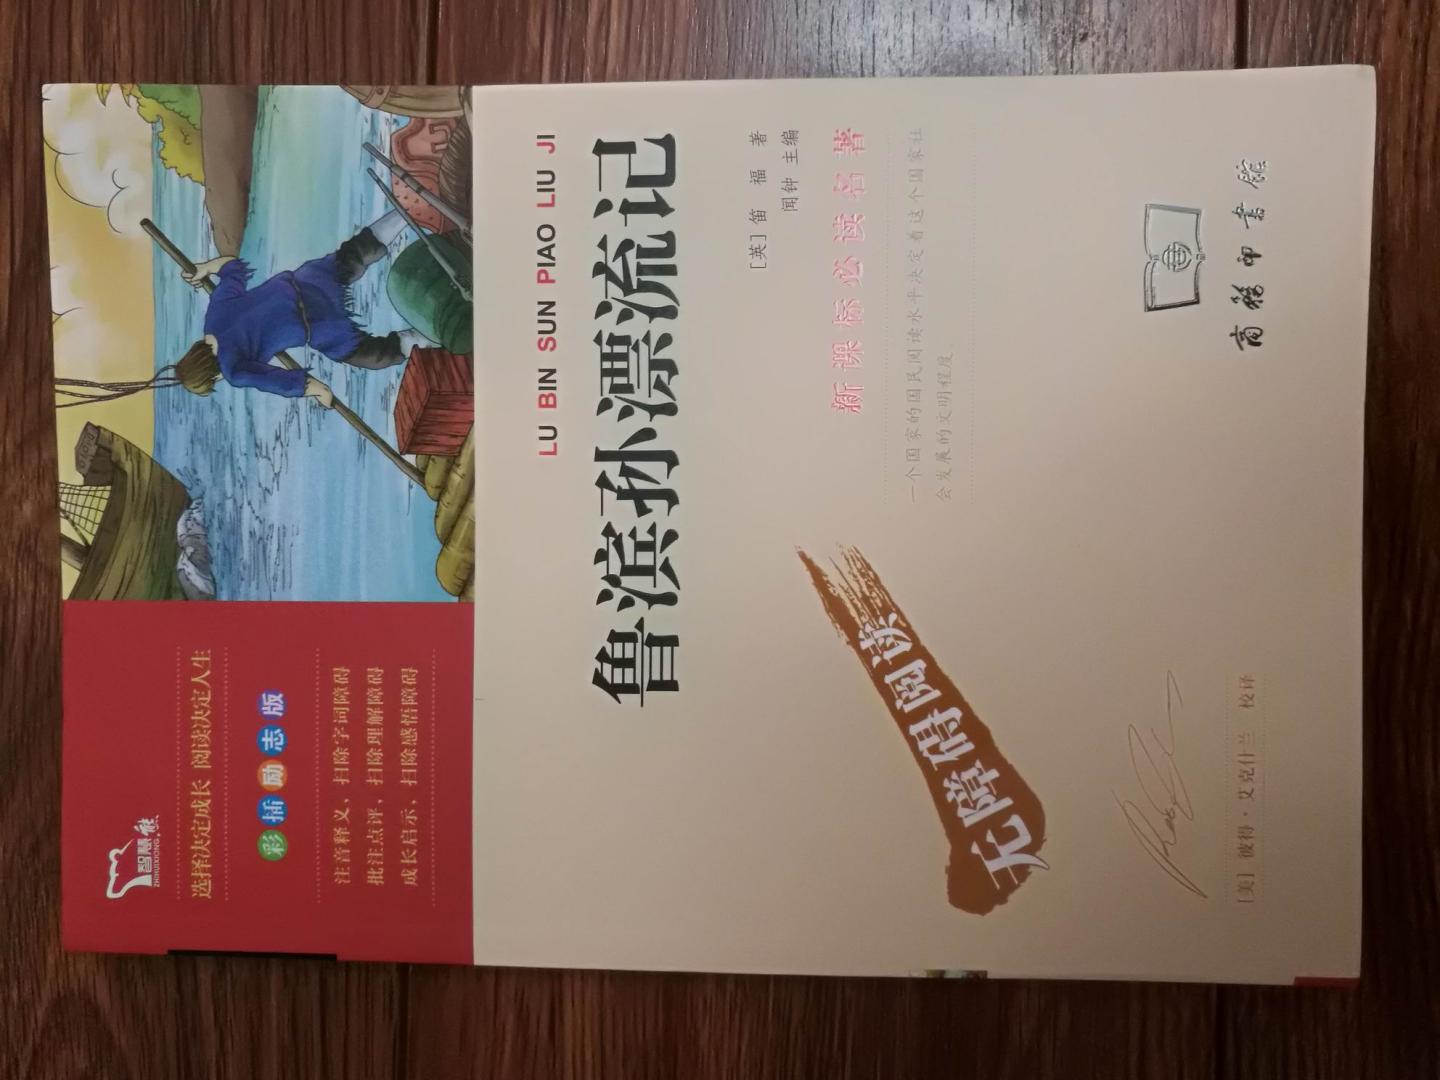 智慧熊
ZHIHUIXIONG
选择决定成长 阅读决定人生
彩插励志版
注音释义，扫除字词障碍
批注点评，扫除理解障碍
成长启示，扫除感悟障碍
LU BIN SUN PIAO LIU JI
鲁滨孙漂流记
[英]笛 福 著
闻钟 主编
新课标必读名著
一个国家的国民阅读水平决定着这个国家社
会发展的文明程度
无障碍阅读
[美] 彼得·艾克什兰 校译
商务印书馆